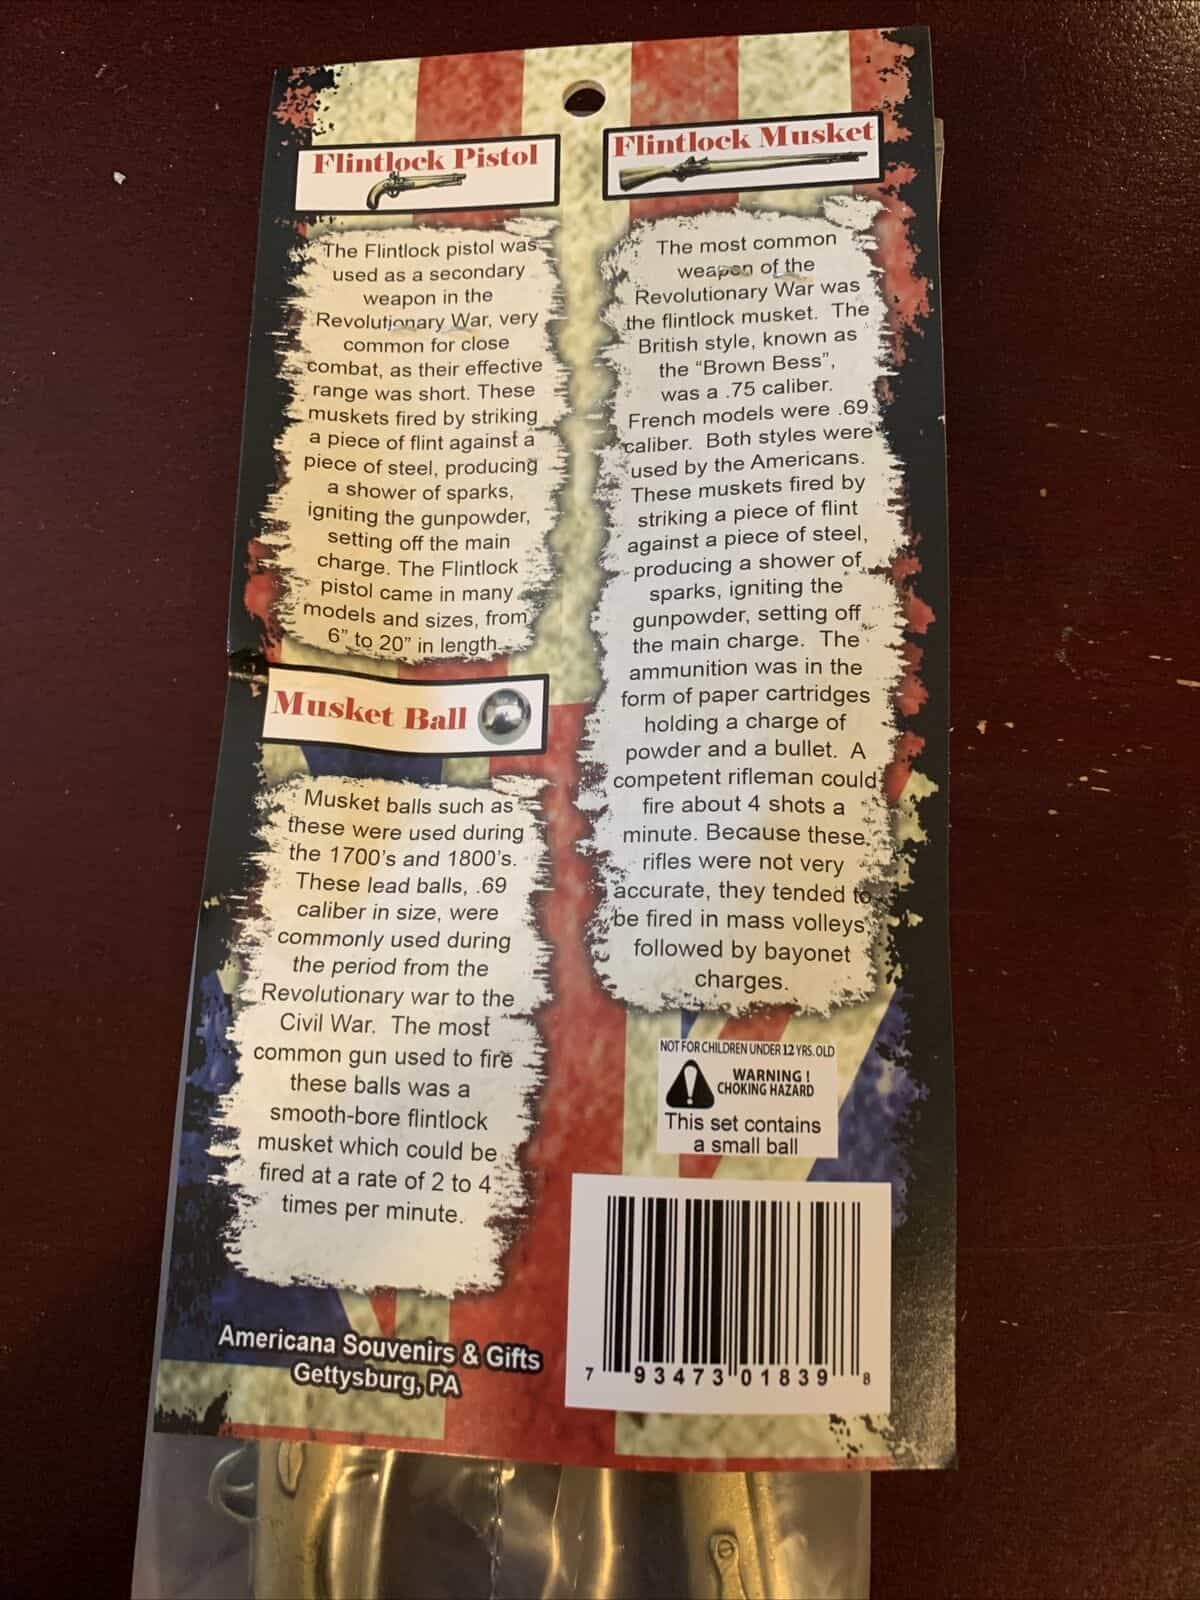 Flintlock Pistol
The Flintlock pistol was
used as a secondary
weapon in the
Revolutionary War, very
common for close
combat, as their effective
range was short. These
muskets fired by striking
a piece of flint against a
piece of steel, producing
a shower of sparks,
igniting the gunpowder,
setting off the main
charge. The Flintlock
pistol came in many
models and sizes, from
6” to 20” in length.
Musket Ball
Musket balls such as
these were used during
the 1700's and 1800's.
These lead balls, .69
caliber in size, were
commonly used during
the period from the
Revolutionary war to the
Civil War. The most
common gun used to fire
these balls was a
smooth-bore flintlock
musket which could be
fired at a rate of 2 to 4
times per minute.
Americana Souvenirs & Gifts
Gettysburg, PA
Flintlock Musket
The most common
weapon of the
Revolutionary War was
the flintlock musket. The
British style, known as
the “Brown Bess”,
was a .75 caliber.
French models were .69
caliber. Both styles were
used by the Americans.
These muskets fired by
striking a piece of flint
against a piece of steel,
producing a shower of
sparks, igniting the
gunpowder, setting off
the main charge. The
ammunition was in the
form of paper cartridges
holding a charge of
powder and a bullet. A
competent rifleman could
fire about 4 shots a
minute. Because these
rifles were not very
accurate, they tended to
be fired in mass volleys,
followed by bayonet
charges.
NOT FOR CHILDREN UNDER 12 YRS. OLD
WARNING !
CHOKING HAZARD
This set contains
a small ball
7 93473 01839 8